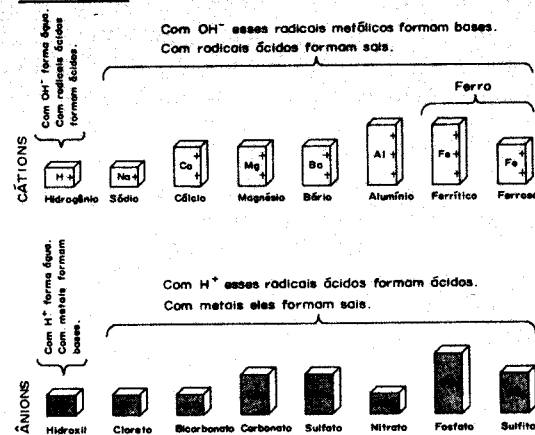 Com OH⁻ forma água.
Com radicais ácidos
formam ácidos.
Com OH⁻ esses radicais metálicos formam bases.
Com radicais ácidos formam sais.
Ferro
CÁTIONS
H +
Na +
Ca + +
Mg + +
Ba + +
Al + + +
Fe + + +
Fe + +
Hidrogênio Sódio Cálcio Magnésio Bário Alumínio Ferrítico Ferroso
Com H⁺ forma água.
Com metais formam
bases.
Com H⁺ esses radicais ácidos formam ácidos.
Com metais eles formam sais.
ÂNIONS
Hidroxil Cloreto Bicarbonato Carbonato Sulfato Nitrato Fosfato Sulfito